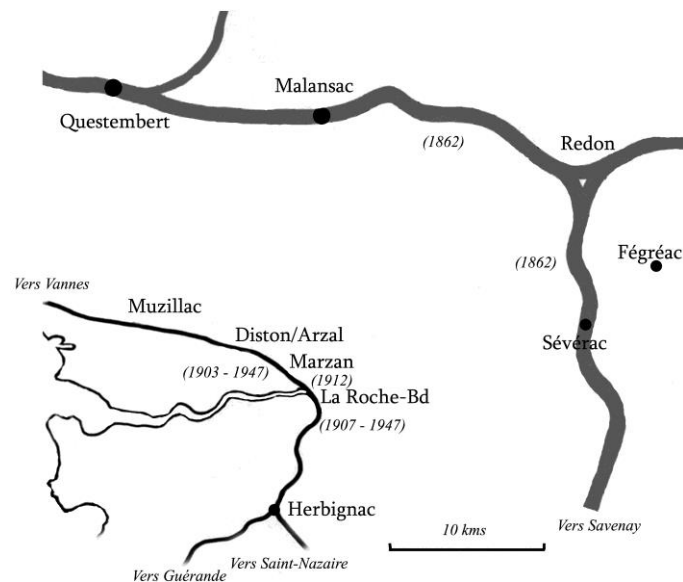 Malansac
Questembert
(1862)
Redon
Fégréac
(1862)
Vers Vannes
Muzillac
Diston/Arzal
Sévérac
Marzan
(1903 - 1947)
(1912)
La Roche-Bd
(1907 - 1947)
Herbignac
10 kms
Vers Savenay
Vers Saint-Nazaire
Vers Guérande